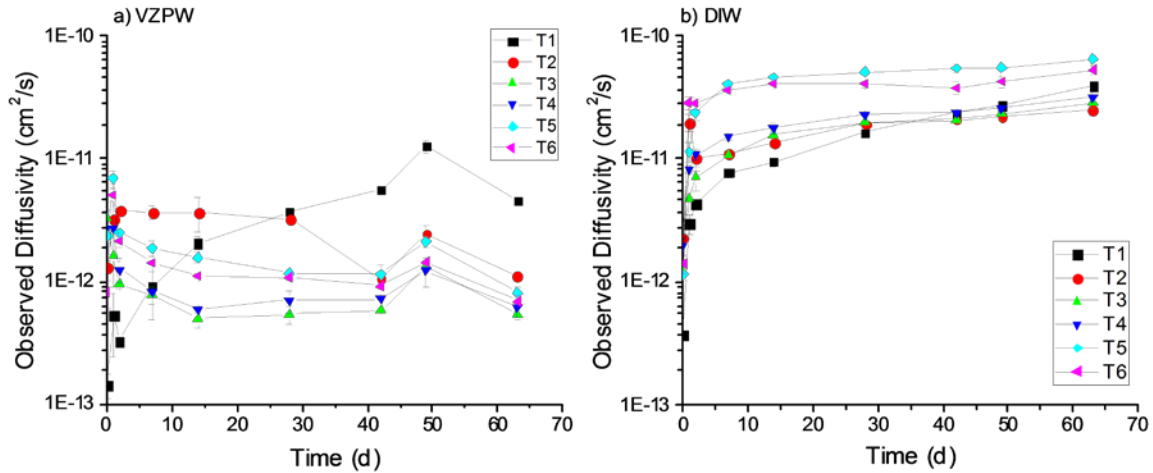 a) VZPW
Observed Diffusivity (cm²/s)
1E-10
1E-11
1E-12
1E-13
0 10 20 30 40 50 60 70
Time (d)
T1
T2
T3
T4
T5
T6
b) DIW
Observed Diffusivity (cm²/s)
1E-10
1E-11
1E-12
1E-13
0 10 20 30 40 50 60 70
Time (d)
T1
T2
T3
T4
T5
T6